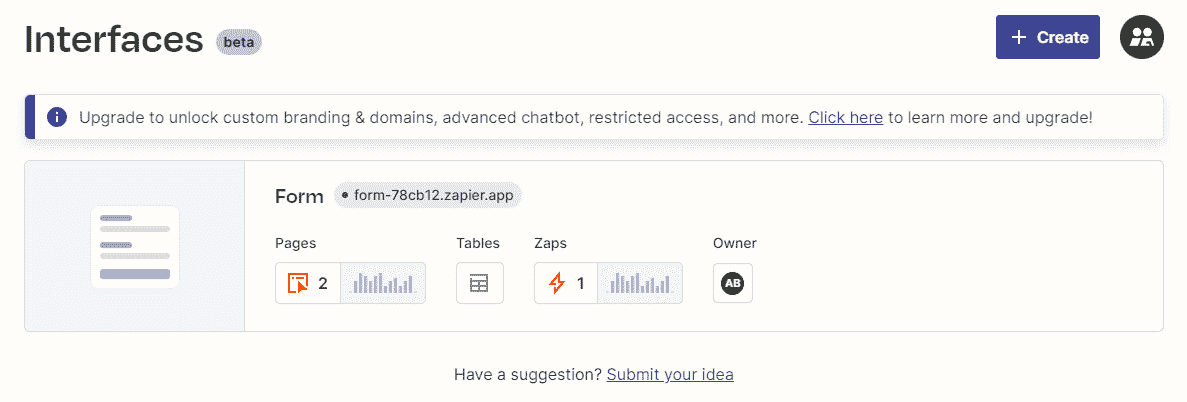 Interfaces beta
+ Create
Upgrade to unlock custom branding & domains, advanced chatbot, restricted access, and more. Click here to learn more and upgrade!
Form form-78cb12.zapier.app
Pages Tables Zaps Owner
2 1 AB
Have a suggestion? Submit your idea